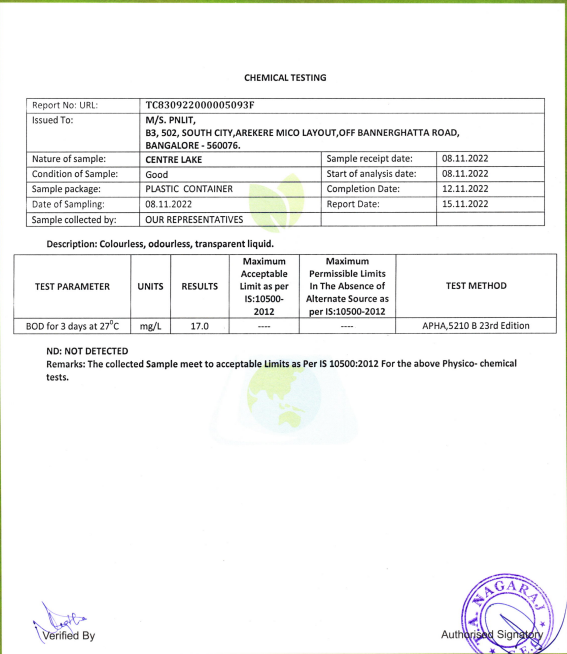 CHEMICAL TESTING
Report No: URL: TC830922000005093F
Issued To: M/S. PNLIT,
B3, 502, SOUTH CITY,AREKERE MICO LAYOUT,OFF BANNERGHATTA ROAD,
BANGALORE - 560076.
Nature of sample: CENTRE LAKE Sample receipt date: 08.11.2022
Condition of Sample: Good Start of analysis date: 08.11.2022
Sample package: PLASTIC CONTAINER Completion Date: 12.11.2022
Date of Sampling: 08.11.2022 Report Date: 15.11.2022
Sample collected by: OUR REPRESENTATIVES
Description: Colourless, odourless, transparent liquid.
TEST PARAMETER UNITS RESULTS Maximum Acceptable Limit as per IS:10500-2012 Maximum Permissible Limits In The Absence of Alternate Source as per IS:10500-2012 TEST METHOD
BOD for 3 days at 27⁰C mg/L 17.0 ---- ---- APHA,5210 B 23rd Edition
ND: NOT DETECTED
Remarks: The collected Sample meet to acceptable Limits as Per IS 10500:2012 For the above Physico- chemical
tests.
A. NAGARAJ
Verified By Authorised Signatory